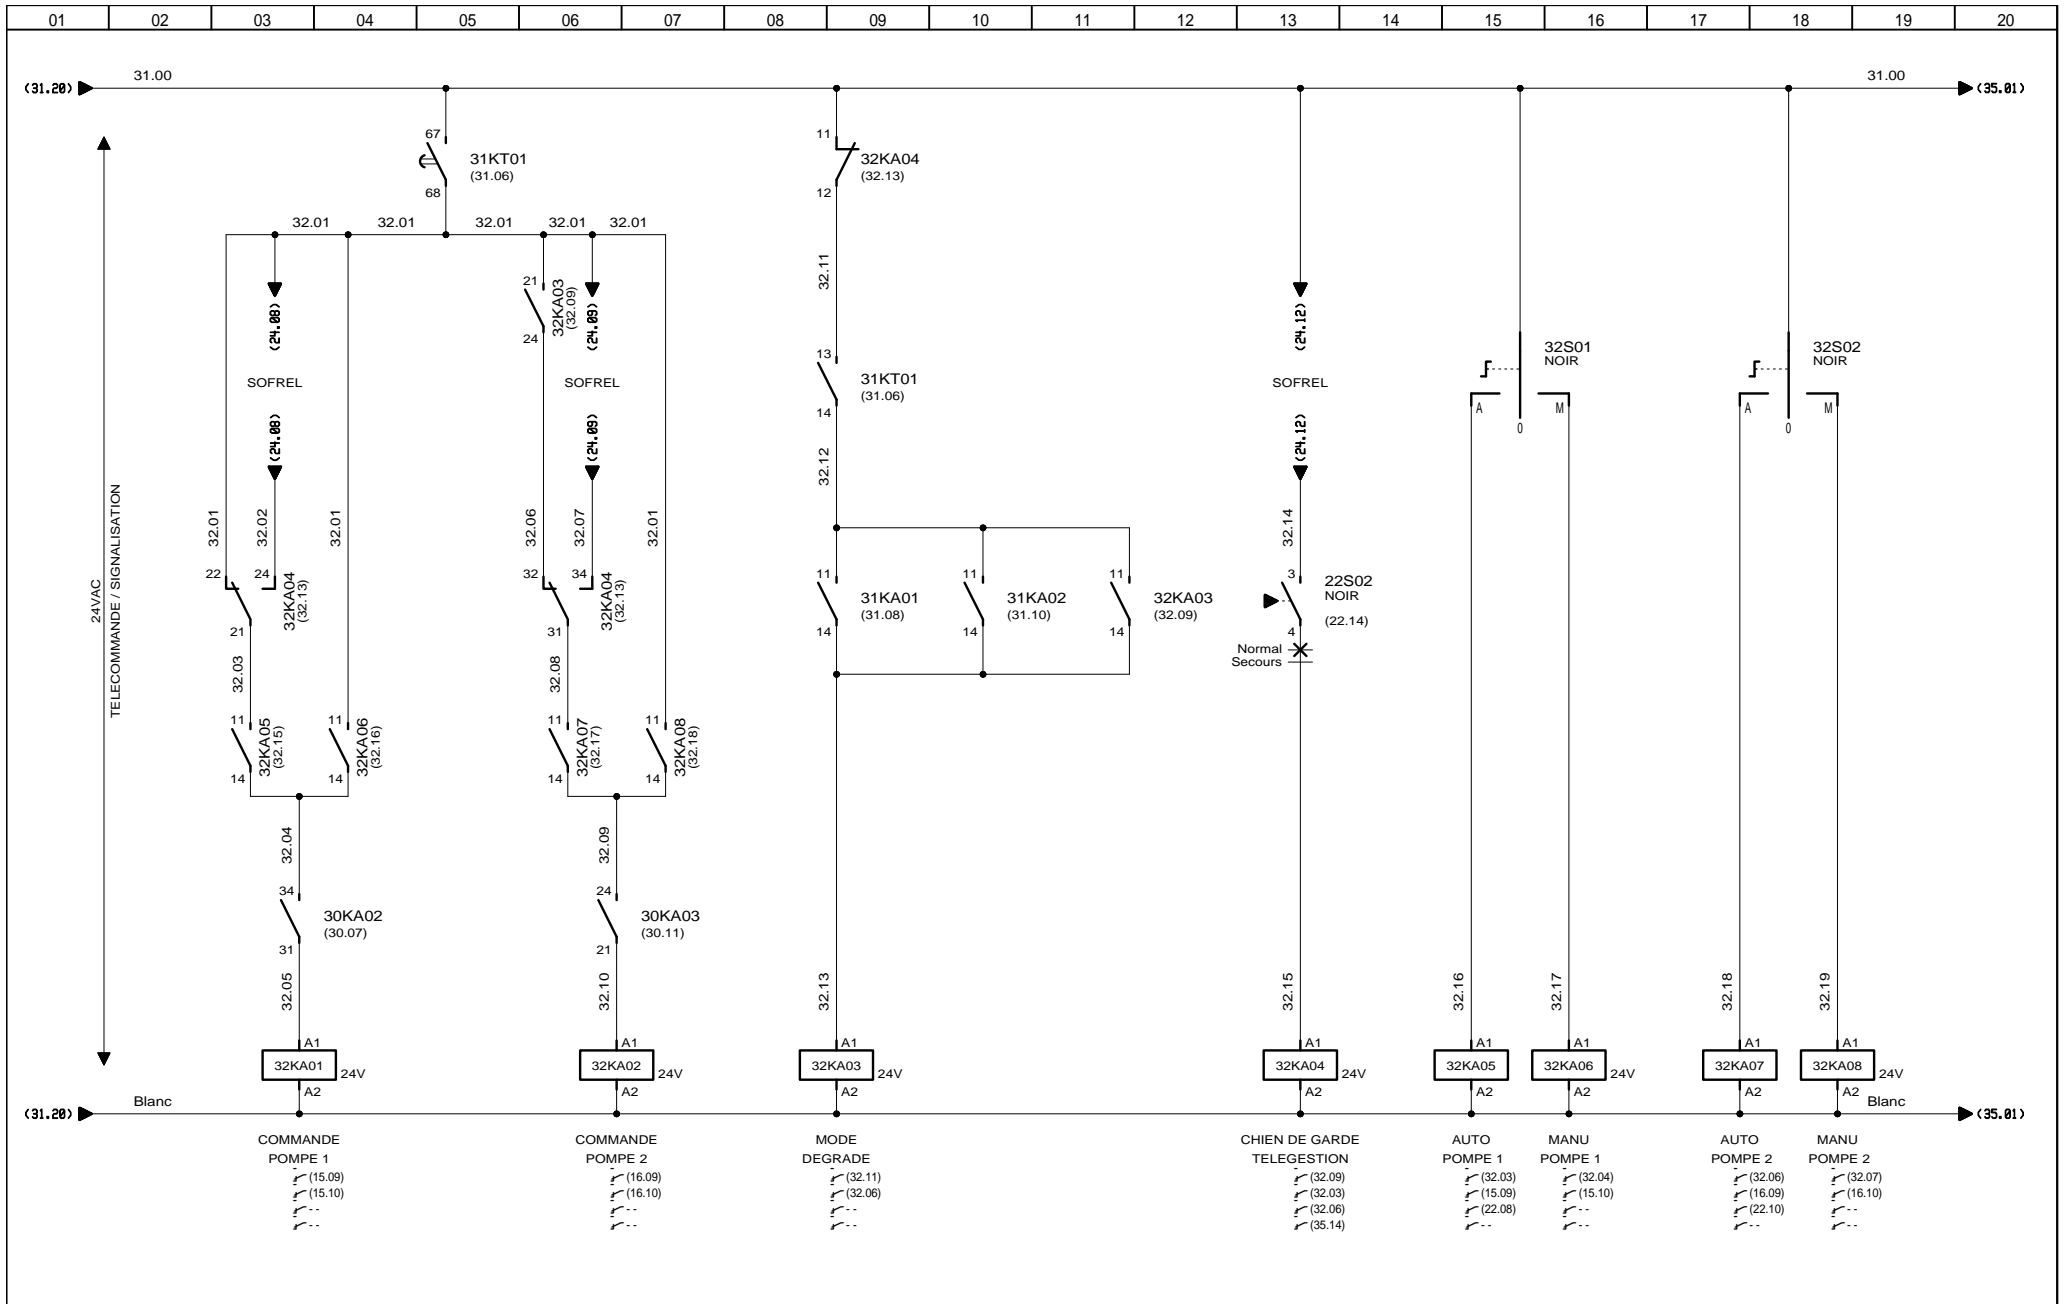 01 02 03 04 05 06 07 08 09 10 11 12 13 14 15 16 17 18 19 20
31.00 31.00
(31.20) (35.01)
67
31KT01
(31.06)
68
11
32KA04
(32.13)
12
32.01 32.01 32.01 32.01 32.01
32.11
21
32KA03
(32.09)
24
(24.08)
(24.09)
(24.12)
SOFREL
SOFREL
SOFREL
(24.08)
(24.09)
(24.12)
13
31KT01
(31.06)
14
32.12
32S01
NOIR
A
M
0
32S02
NOIR
A
M
0
24VAC
TELECOMMANDE / SIGNALISATION
32.01
32.02
32.01
32.06
32.07
32.01
32.14
22 24
32KA04
(32.13)
21
32 34
32KA04
(32.13)
31
11
31KA01
(31.08)
14
11
31KA02
(31.10)
14
11
32KA03
(32.09)
14
3
22S02
NOIR
(22.14)
4
Normal
Secours
32.03
32.08
11
32KA05
(32.15)
14
11
32KA06
(32.16)
14
11
32KA07
(32.17)
14
11
32KA08
(32.18)
14
32.04
32.09
34
30KA02
(30.07)
31
24
30KA03
(30.11)
21
32.05
32.10
32.13
32.15
32.16
32.17
32.18
32.19
A1 A1 A1 A1 A1 A1 A1 A1
32KA01 24V 32KA02 24V 32KA03 24V 32KA04 24V 32KA05 32KA06 24V 32KA07 32KA08 24V
A2 A2 A2 A2 A2 A2 A2 A2
Blanc Blanc
(31.20) (35.01)
COMMANDE
POMPE 1
(15.09)
(15.10)
--
--
COMMANDE
POMPE 2
(16.09)
(16.10)
--
--
MODE
DEGRADE
(32.11)
(32.06)
--
--
CHIEN DE GARDE
TELEGESTION
(32.09)
(32.03)
(32.06)
(35.14)
AUTO
POMPE 1
(32.03)
(15.09)
(22.08)
--
MANU
POMPE 1
(32.04)
(15.10)
--
--
AUTO
POMPE 2
(32.06)
(16.09)
(22.10)
--
MANU
POMPE 2
(32.07)
(16.10)
--
--